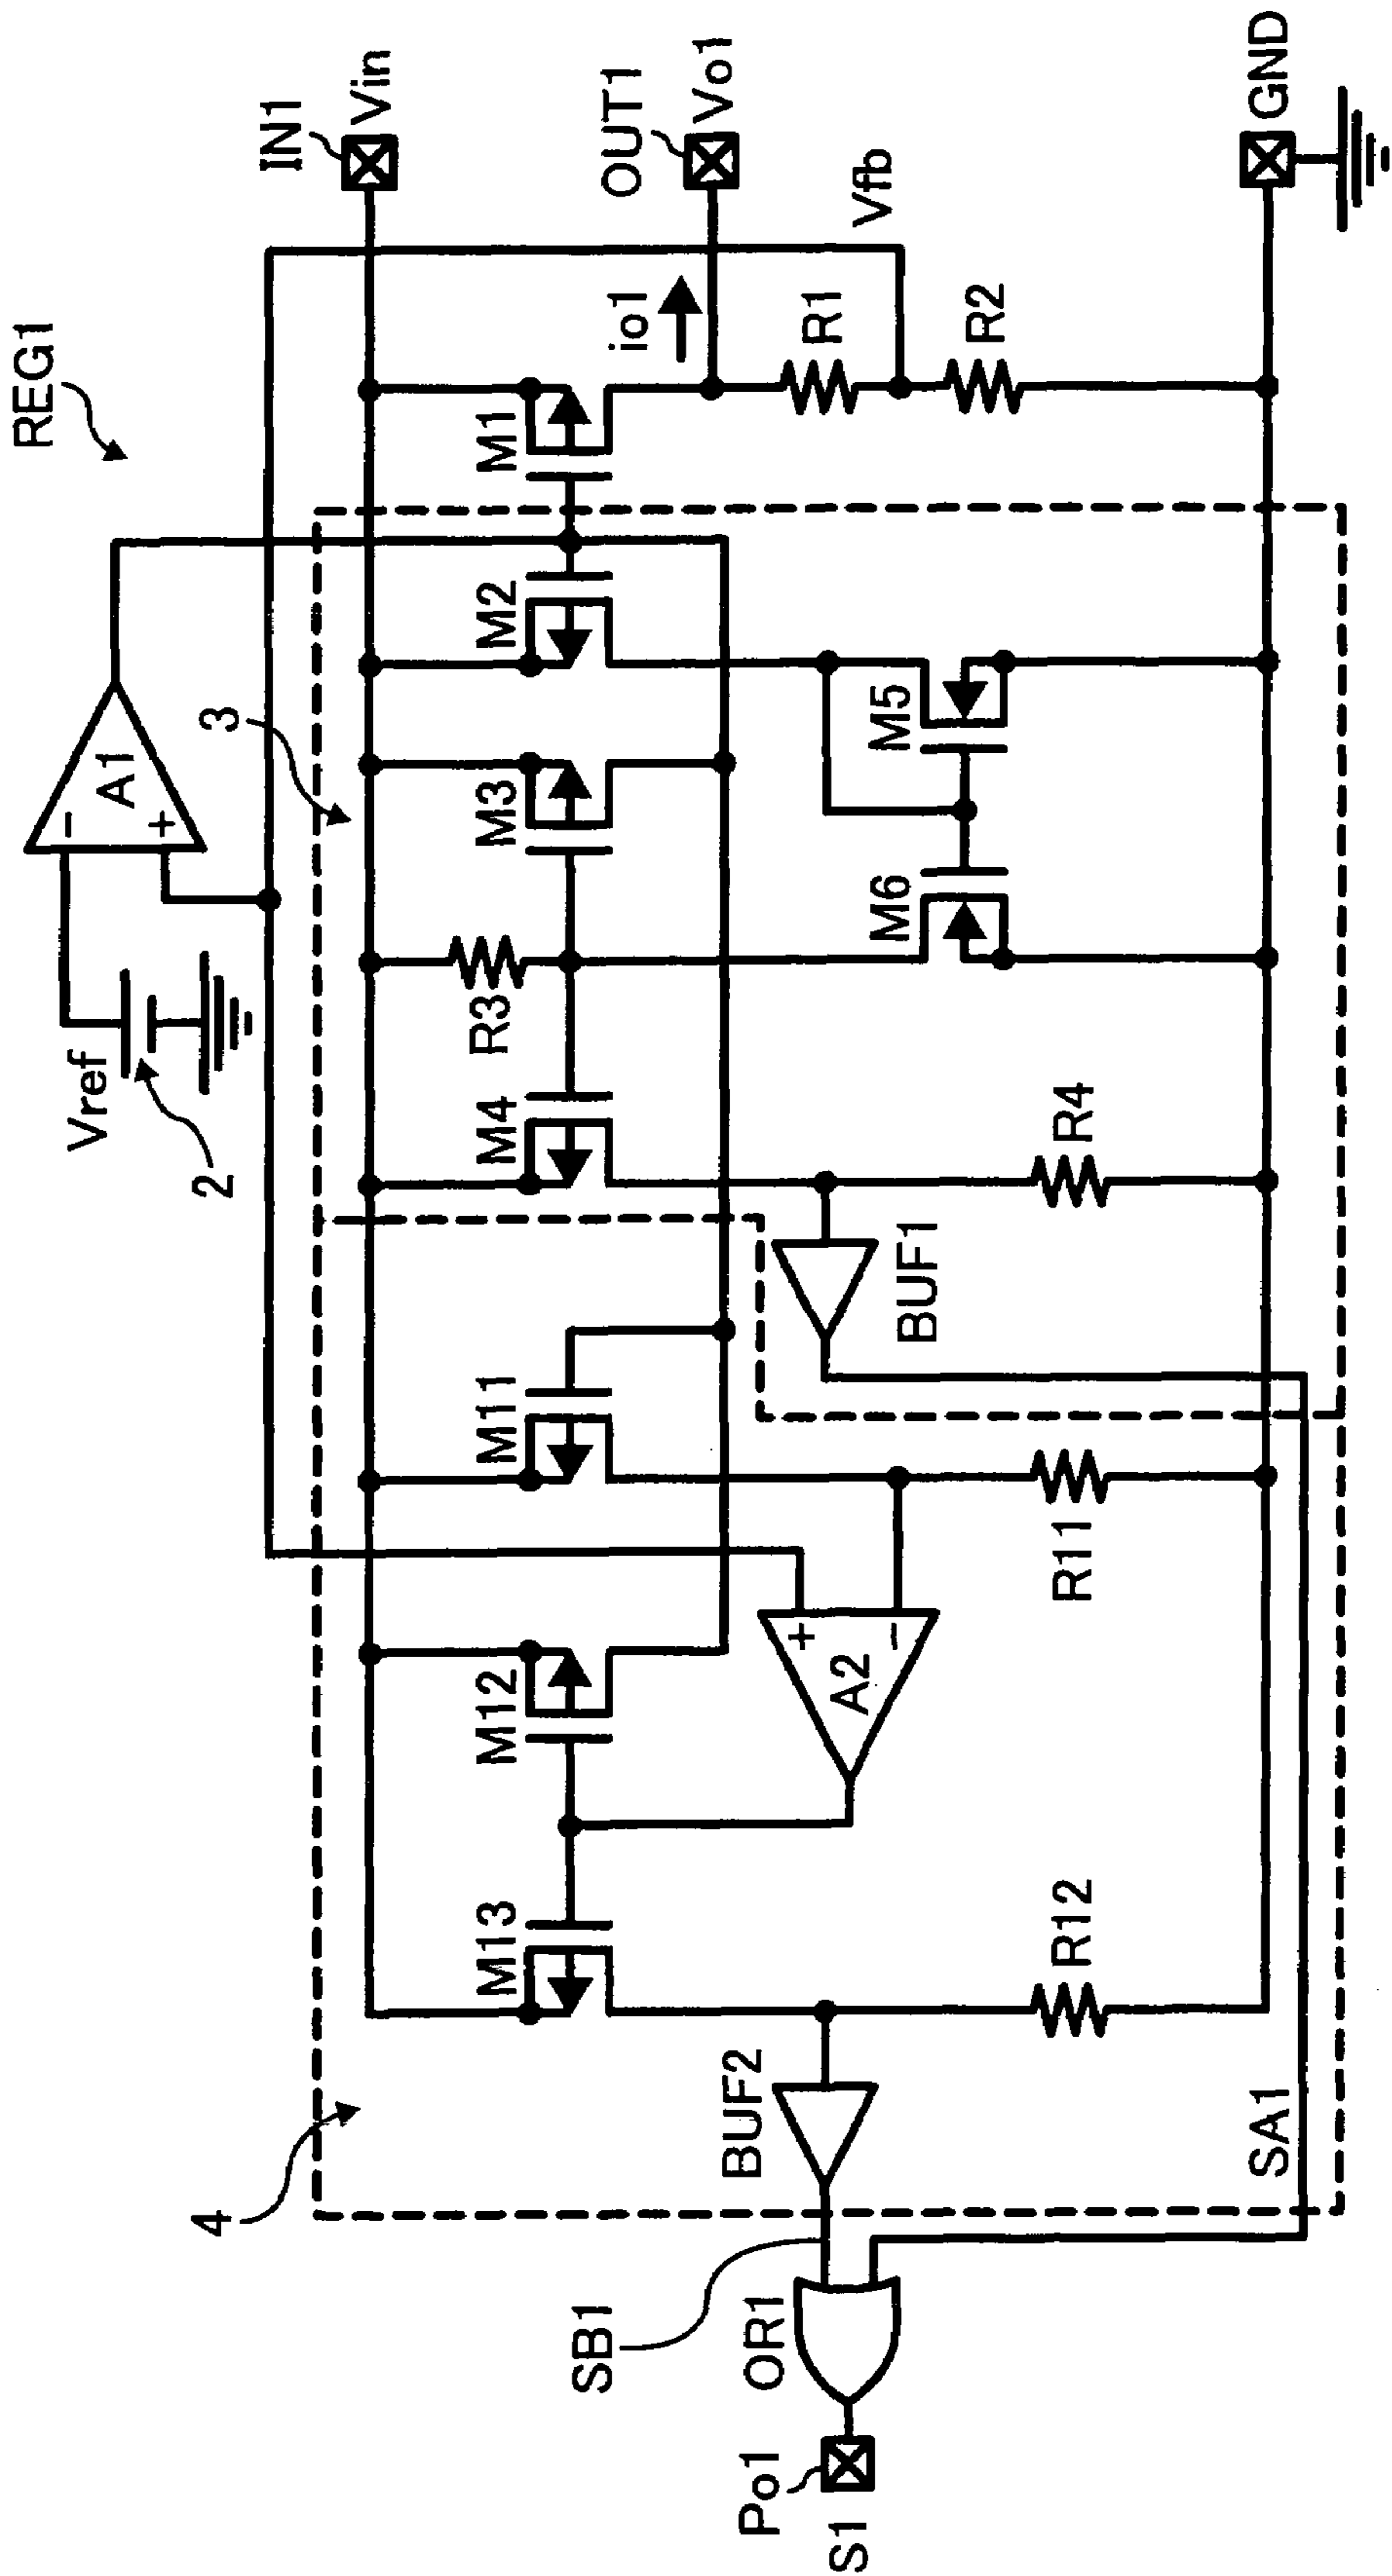 REG1
A1
−
+
Vref
2
3
4
IN1
Vin
OUT1
Vo1
Vfb
io1
GND
M1
R1
R2
M2
M3
R3
M4
M5
M6
R4
BUF1
M11
R11
M12
A2
+
−
M13
R12
BUF2
SB1
SA1
OR1
Po1
S1